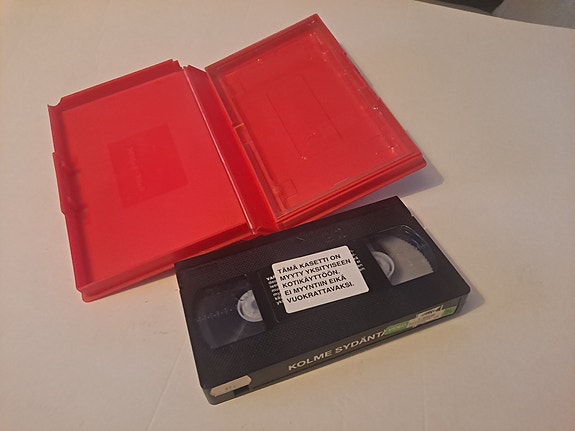 TÄMÄ KASETTI ON
MYYTY YKSITYISEEN
KOTIKÄYTTÖÖN.
EI MYYNTIIN EIKÄ
VUOKRATTAVAKSI.
KOLME SYDÄNT